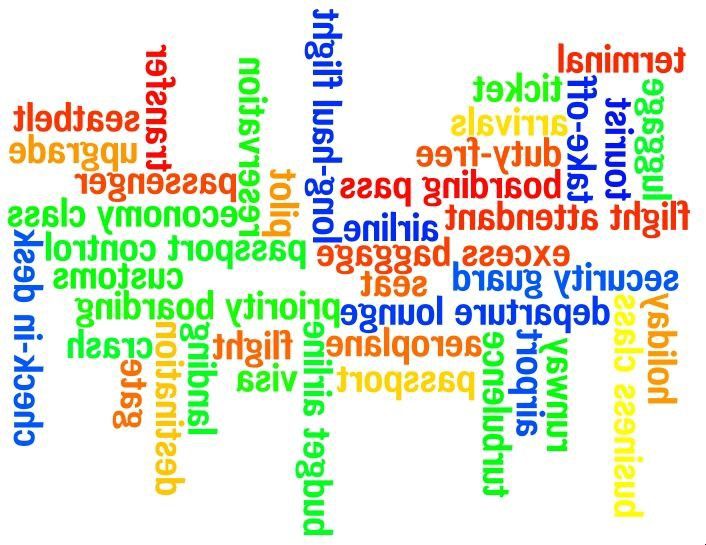 long-haul flight
terminal
transfer
reservation
ticket
take-off
tourist
luggage
seatbelt
arrivals
upgrade
duty-free
passenger
pilot
boarding pass
economy class
airline
flight attendant
check-in desk
passport control
excess baggage
customs
seat
security guard
priority boarding
departure lounge
business class
holiday
crash
destination
landing
flight
budget airline
aeroplane
turbulence
airport
runway
gate
visa
passport